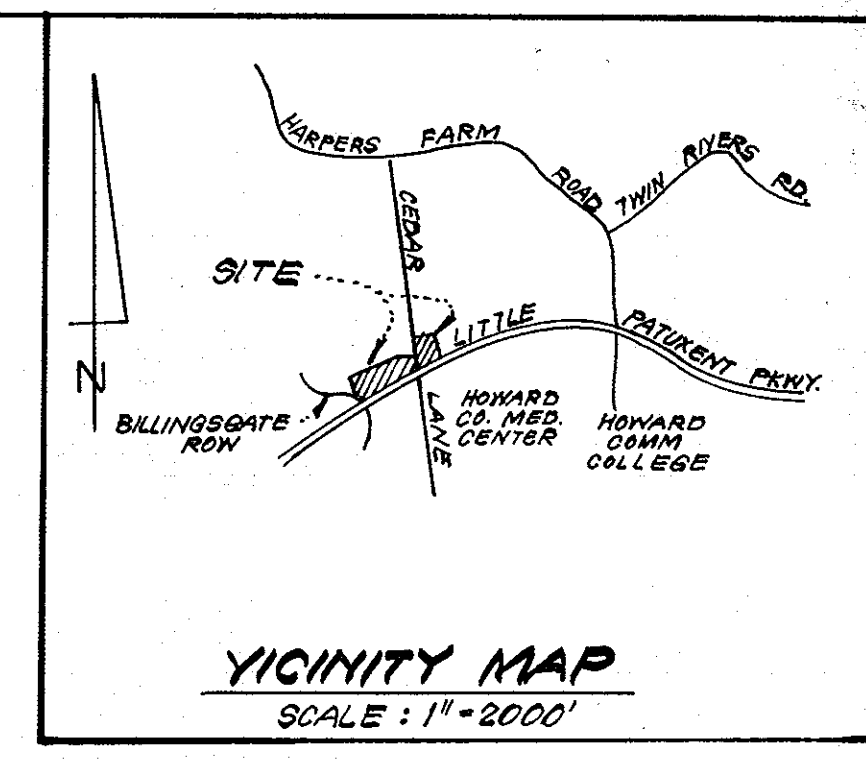 HARPERS FARM ROAD
TWIN RIVERS RD.
CEDAR LANE
SITE
LITTLE PATUXENT PKWY.
N
BILLINGSGATE
ROW
HOWARD
CO. MED.
CENTER
HOWARD
COMM
COLLEGE
VICINITY MAP
SCALE : 1"=2000'